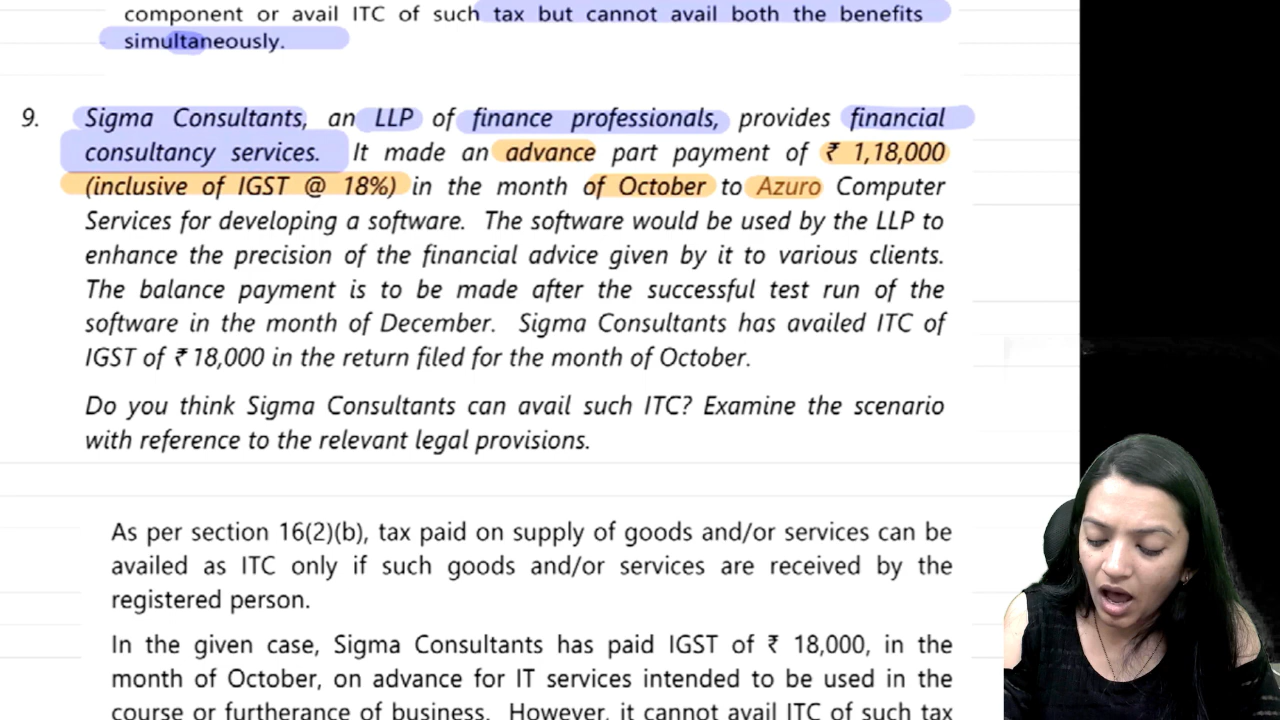 component or avail ITC of such tax but cannot avail both the benefits
simultaneously.
9. Sigma Consultants, an LLP of finance professionals, provides financial
consultancy services. It made an advance part payment of ₹ 1,18,000
(inclusive of IGST @ 18%) in the month of October to Azuro Computer
Services for developing a software. The software would be used by the LLP to
enhance the precision of the financial advice given by it to various clients.
The balance payment is to be made after the successful test run of the
software in the month of December. Sigma Consultants has availed ITC of
IGST of ₹ 18,000 in the return filed for the month of October.
Do you think Sigma Consultants can avail such ITC? Examine the scenario
with reference to the relevant legal provisions.
As per section 16(2)(b), tax paid on supply of goods and/or services can be
availed as ITC only if such goods and/or services are received by the
registered person.
In the given case, Sigma Consultants has paid IGST of ₹ 18,000, in the
month of October, on advance for IT services intended to be used in the
course or furtherance of business. However, it cannot avail ITC of such tax